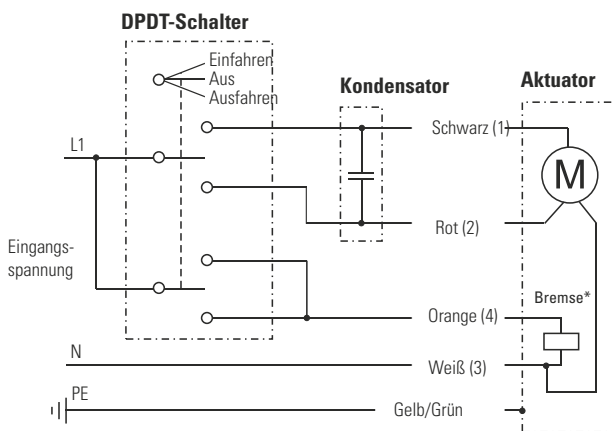 DPDT-Schalter
Einfahren
Aus
Ausfahren
Kondensator
Aktuator
Schwarz (1)
L1
M
Rot (2)
Eingangs-
spannung
Bremse*
Orange (4)
N
Weiß (3)
PE
Gelb/Grün